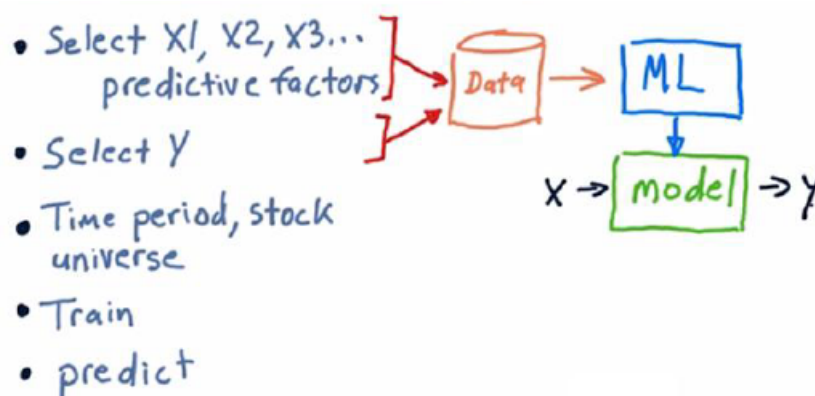 • Select X1, X2, X3...
predictive factors
• Select Y
• Time period, stock
universe
• Train
• predict
Data
ML
X → model → Y